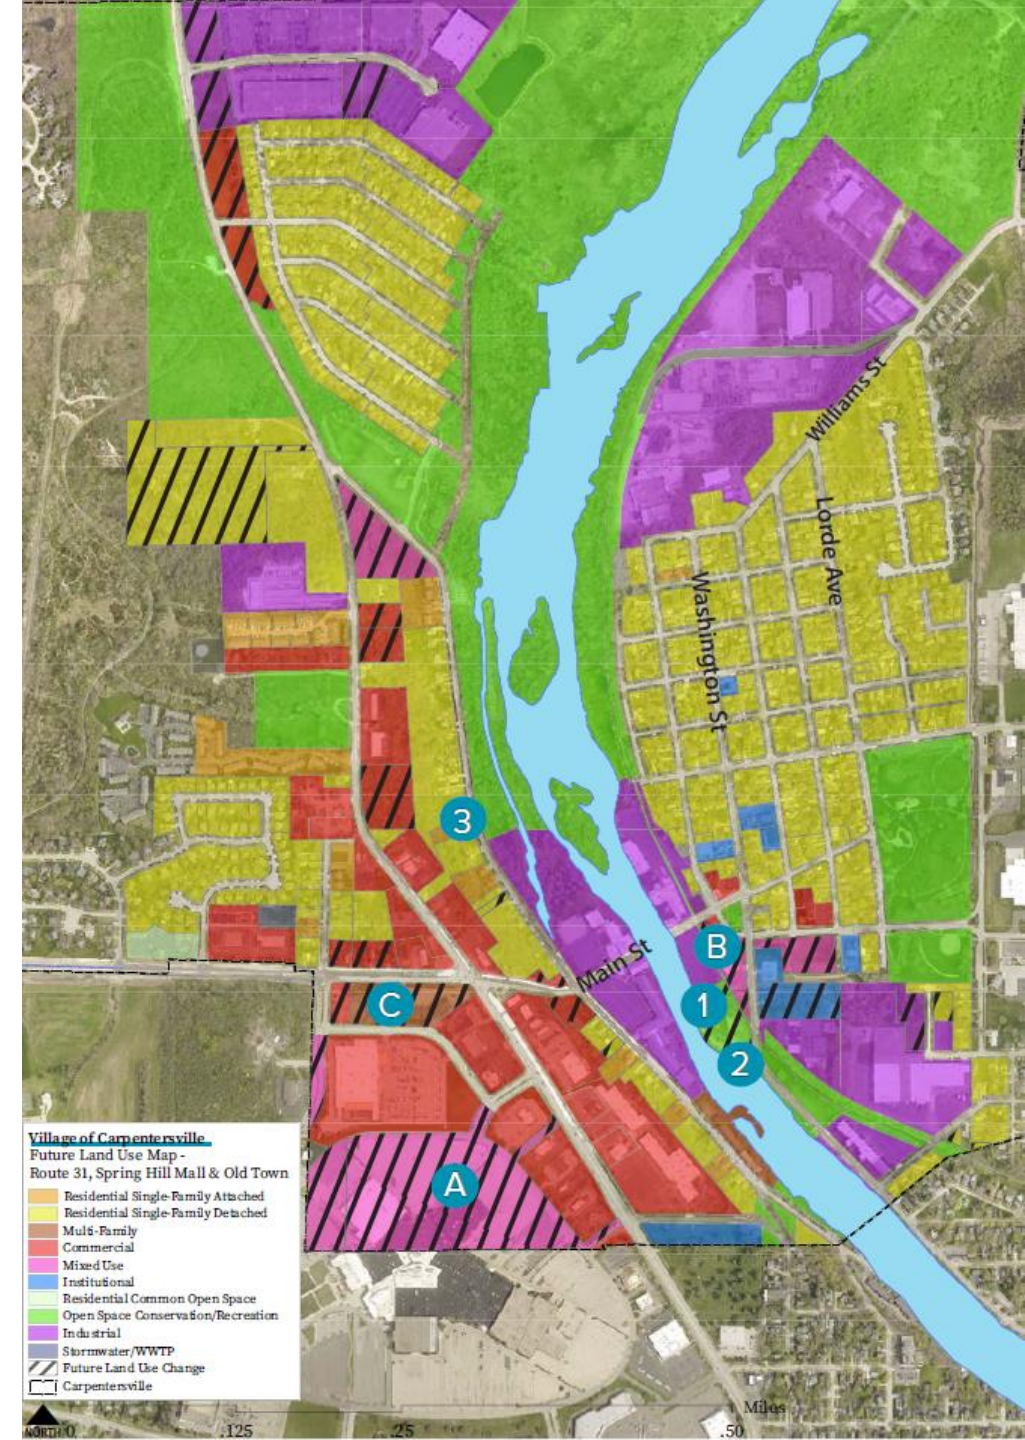 Williams St
Lorde Ave
Washington St
3
B
Main St
1
C
2
A
Village of Carpentersville
Future Land Use Map -
Route 31, Spring Hill Mall & Old Town
Residential Single-Family Attached
Residential Single-Family Detached
Multi-Family
Commercial
Mixed Use
Institutional
Residential Common Open Space
Open Space Conservation/Recreation
Industrial
Stormwater/WWTP
Future Land Use Change
Carpentersville
Miles
NORTH 0 .125 .25 .50